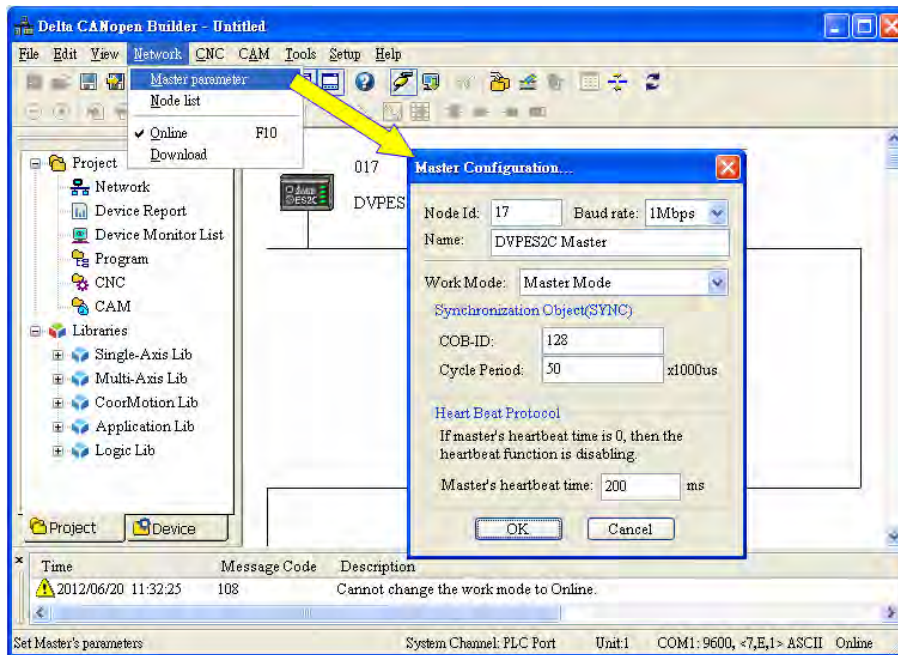 Delta CANopen Builder - Untitled
File Edit View Network CNC CAM Tools Setup Help
Master parameter
Node list
Online F10
Download
Project
Network
Device Report
Device Monitor List
Program
CNC
CAM
Libraries
Single-Axis Lib
Multi-Axis Lib
CoorMotion Lib
Application Lib
Logic Lib
Project Device
017
DVPES
Master Configuration...
Node Id: 17 Baud rate: 1Mbps
Name: DVPES2C Master
Work Mode: Master Mode
Synchronization Object(SYNC)
COB-ID: 128
Cycle Period: 50 x1000us
Heart Beat Protocol
If master's heartbeat time is 0, then the
heartbeat function is disabling.
Master's heartbeat time: 200 ms
OK Cancel
Time Message Code Description
2012/06/20 11:32:25 108 Cannot change the work mode to Online.
Set Master's parameters System Channel: PLC Port Unit:1 COM1: 9600, <7,E,1> ASCII Online